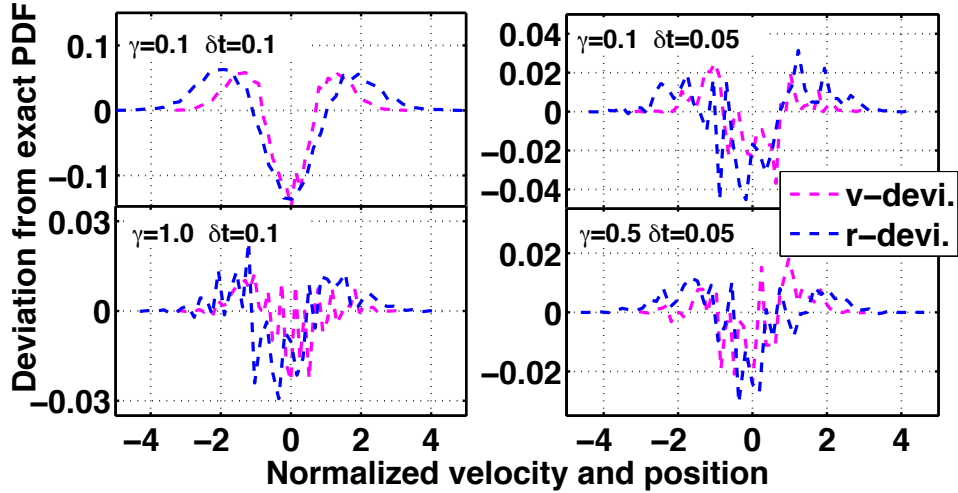 Deviation from exact PDF
γ=0.1 δt=0.1
0.1
0
−0.1
γ=0.1 δt=0.05
0.04
0.02
0
−0.02
−0.04
v−devi.
r−devi.
γ=1.0 δt=0.1
0.03
0
−0.03
−4 −2 0 2 4
γ=0.5 δt=0.05
0.02
0
−0.02
−4 −2 0 2 4
Normalized velocity and position